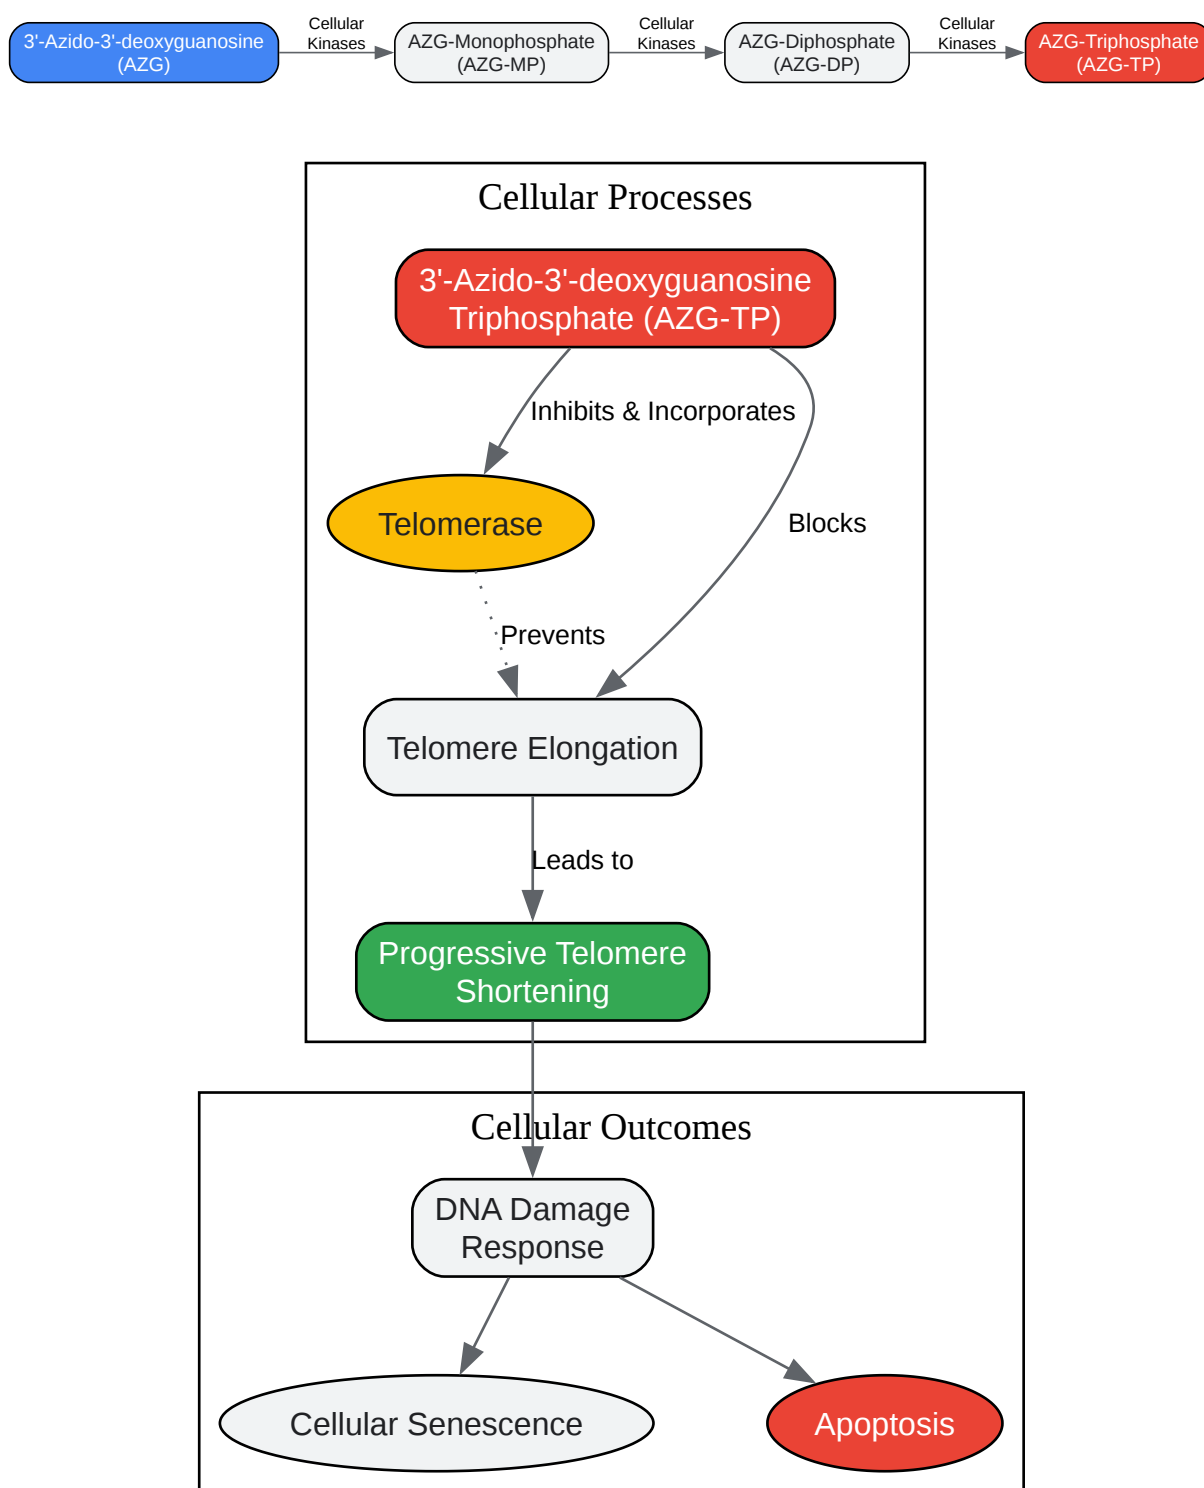 3'-Azido-3'-deoxyguanosine
(AZG)
Cellular
Kinases
AZG-Monophosphate
(AZG-MP)
Cellular
Kinases
AZG-Diphosphate
(AZG-DP)
Cellular
Kinases
AZG-Triphosphate
(AZG-TP)
Cellular Processes
3'-Azido-3'-deoxyguanosine
Triphosphate (AZG-TP)
Inhibits & Incorporates
Telomerase
Blocks
Prevents
Telomere Elongation
Leads to
Progressive Telomere
Shortening
Cellular Outcomes
DNA Damage
Response
Cellular Senescence
Apoptosis